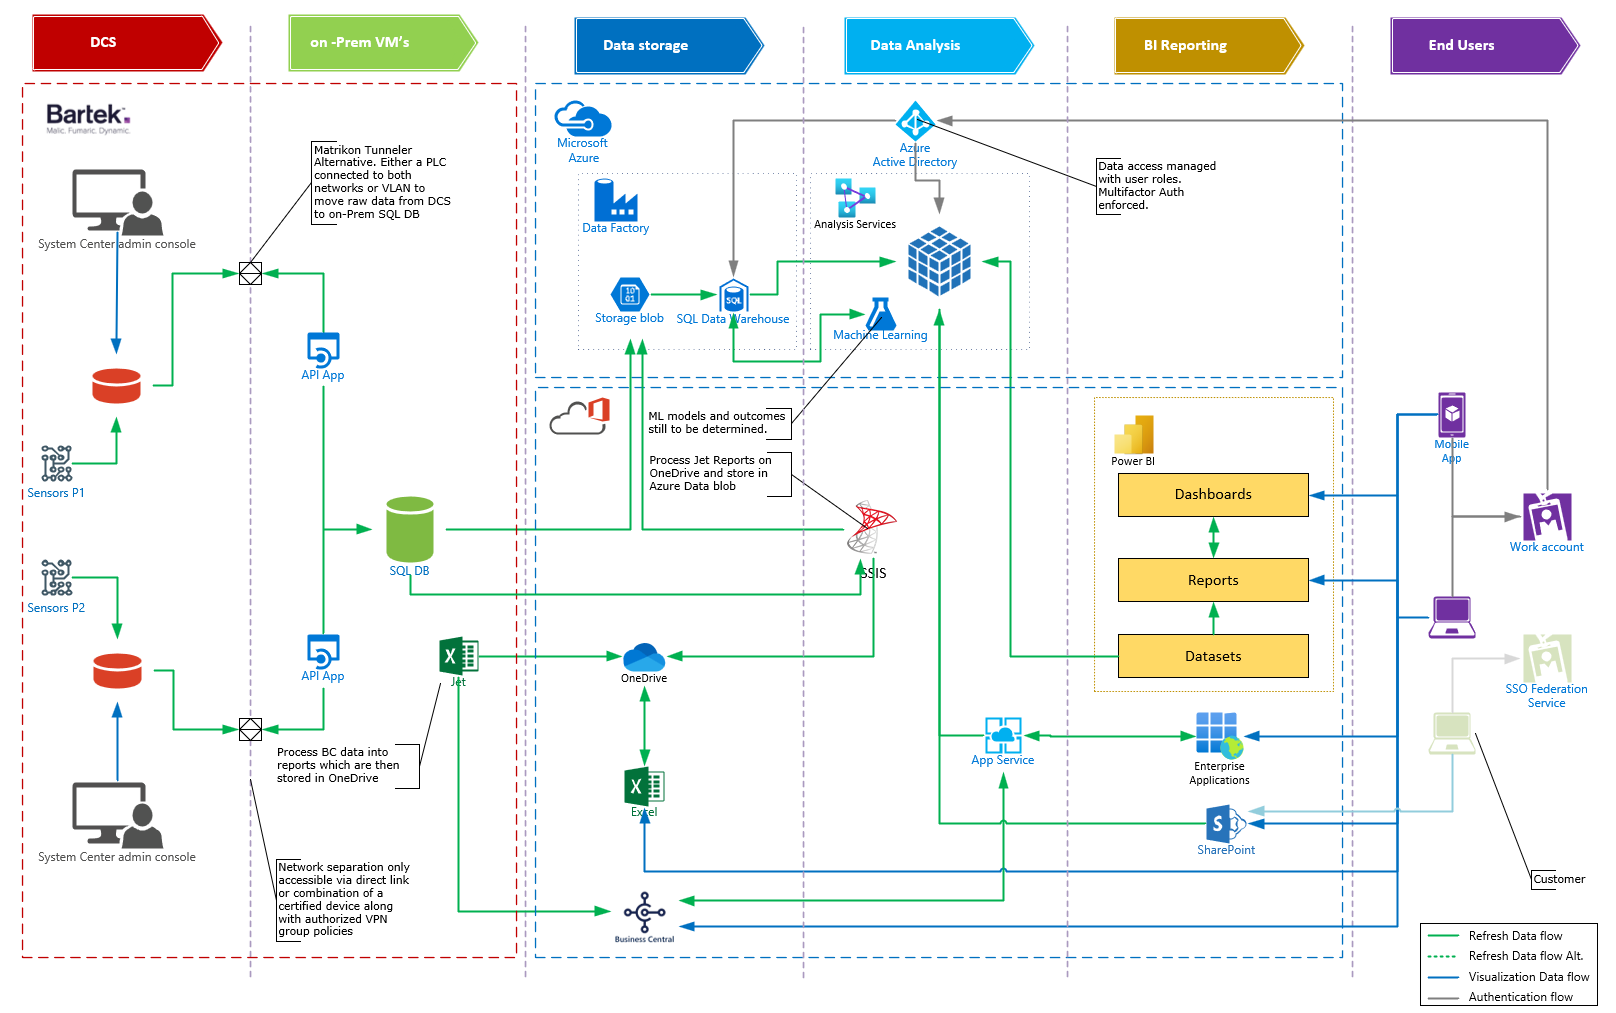 DCS
on -Prem VM's
Data storage
Data Analysis
BI Reporting
End Users
Bartek.
Malic. Fumaric. Dynamic.
System Center admin console
Matrikon Tunneler
Alternative. Either a PLC
connected to both
networks or VLAN to
move raw data from DCS
to on-Prem SQL DB
API App
Sensors P1
Sensors P2
SQL DB
API App
Jet
Process BC data into
reports which are then
stored in OneDrive
System Center admin console
Network separation only
accessible via direct link
or combination of a
certified device along
with authorized VPN
group policies
Microsoft
Azure
Data Factory
Storage blob
SQL
SQL Data Warehouse
Azure
Active Directory
Analysis Services
Machine Learning
Data access managed
with user roles.
Multifactor Auth
enforced.
ML models and outcomes
still to be determined.
Process Jet Reports on
OneDrive and store in
Azure Data blob
SSIS
OneDrive
Excel
Business Central
App Service
Power BI
Dashboards
Reports
Datasets
Enterprise
Applications
SharePoint
Mobile
App
Work account
SSO Federation
Service
Customer
Refresh Data flow
Refresh Data flow Alt.
Visualization Data flow
Authentication flow